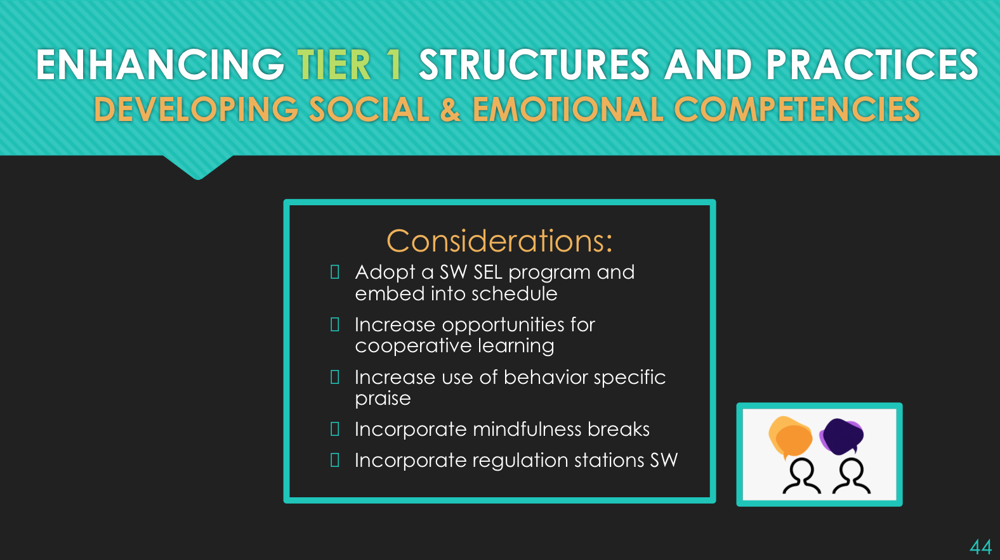 ENHANCING TIER 1 STRUCTURES AND PRACTICES
DEVELOPING SOCIAL & EMOTIONAL COMPETENCIES
Considerations:
Adopt a SW SEL program and
embed into schedule
Increase opportunities for
cooperative learning
Increase use of behavior specific
praise
Incorporate mindfulness breaks
Incorporate regulation stations SW
44